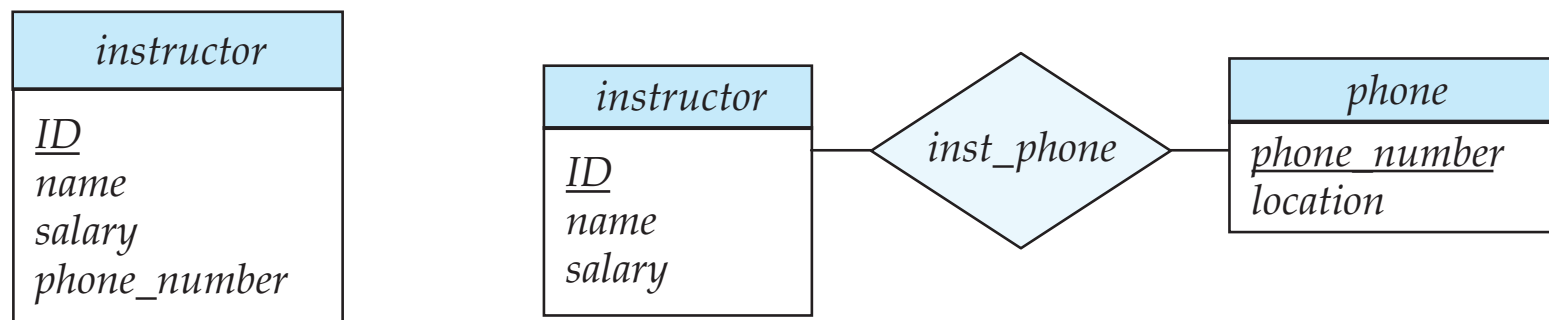 instructor
ID
name
salary
phone_number
instructor
ID
name
salary
inst_phone
phone
phone_number
location